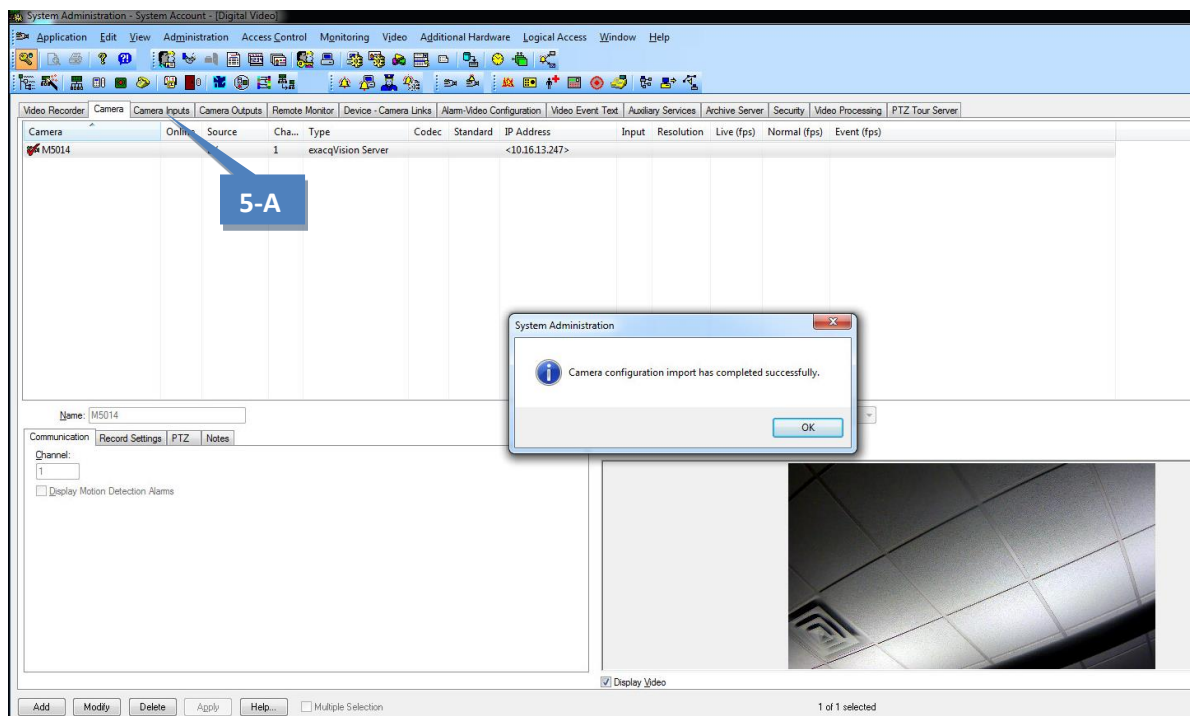 System Administration - System Account - [Digital Video]
Application Edit View Administration Access Control Monitoring Video Additional Hardware Logical Access Window Help
Video Recorder Camera Camera Inputs Camera Outputs Remote Monitor Device - Camera Links Alarm-Video Configuration Video Event Text Auxiliary Services Archive Server Security Video Processing PTZ Tour Server
Camera Online Source Cha... Type Codec Standard IP Address Input Resolution Live (fps) Normal (fps) Event (fps)
M5014 1 exacqVision Server <10.16.13.247>
5-A
System Administration
Camera configuration import has completed successfully.
OK
Name: M5014
Communication Record Settings PTZ Notes
Channel:
1
Display Motion Detection Alarms
Display Video
Add Modify Delete Apply Help... Multiple Selection 1 of 1 selected